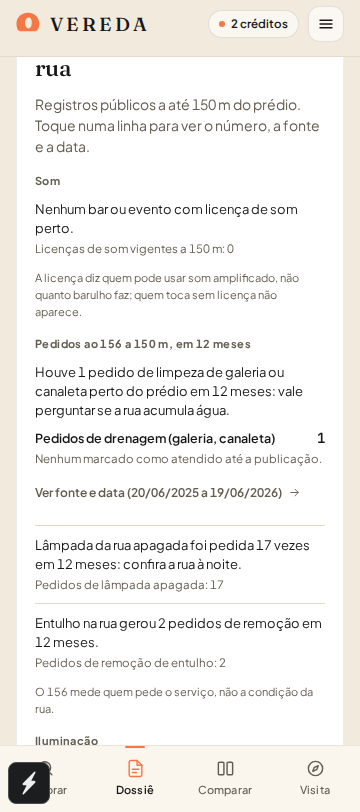 VEREDA
2 créditos
rua
Registros públicos a até 150 m do prédio.
Toque numa linha para ver o número, a fonte
e a data.
Som
Nenhum bar ou evento com licença de som
perto.
Licenças de som vigentes a 150 m: 0
A licença diz quem pode usar som amplificado, não
quanto barulho faz; quem toca sem licença não
aparece.
Pedidos ao 156 a 150 m, em 12 meses
Houve 1 pedido de limpeza de galeria ou
canaleta perto do prédio em 12 meses: vale
perguntar se a rua acumula água.
Pedidos de drenagem (galeria, canaleta) 1
Nenhum marcado como atendido até a publicação.
Ver fonte e data (20/06/2025 a 19/06/2026) →
Lâmpada da rua apagada foi pedida 17 vezes
em 12 meses: confira a rua à noite.
Pedidos de lâmpada apagada: 17
Entulho na rua gerou 2 pedidos de remoção em
12 meses.
Pedidos de remoção de entulho: 2
O 156 mede quem pede o serviço, não a condição da
rua.
Iluminação
Dossiê
Comparar
Visita